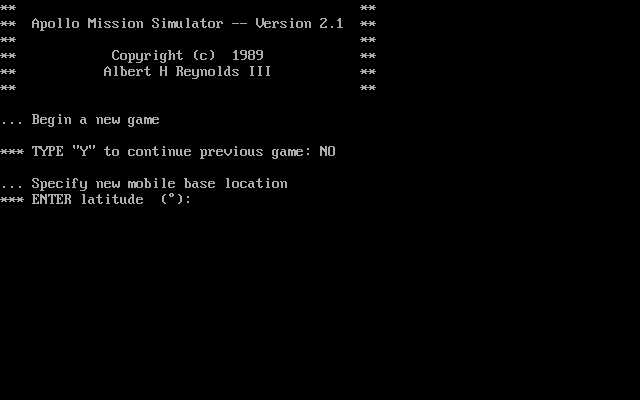 ** **
** Apollo Mission Simulator -- Version 2.1 **
** **
** Copyright (c) 1989 **
** Albert H Reynolds III **
** **
... Begin a new game
*** TYPE "Y" to continue previous game: NO
... Specify new mobile base location
*** ENTER latitude (°):